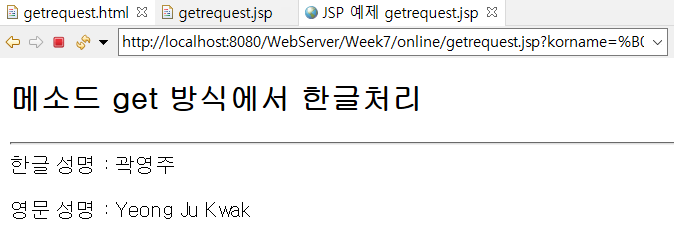 getrequest.html getrequest.jsp JSP 예제 getrequest.jsp
http://localhost:8080/WebServer/Week7/online/getrequest.jsp?korname=%B0
메소드 get 방식에서 한글처리
한글 성명 : 곽영주
영문 성명 : Yeong Ju Kwak